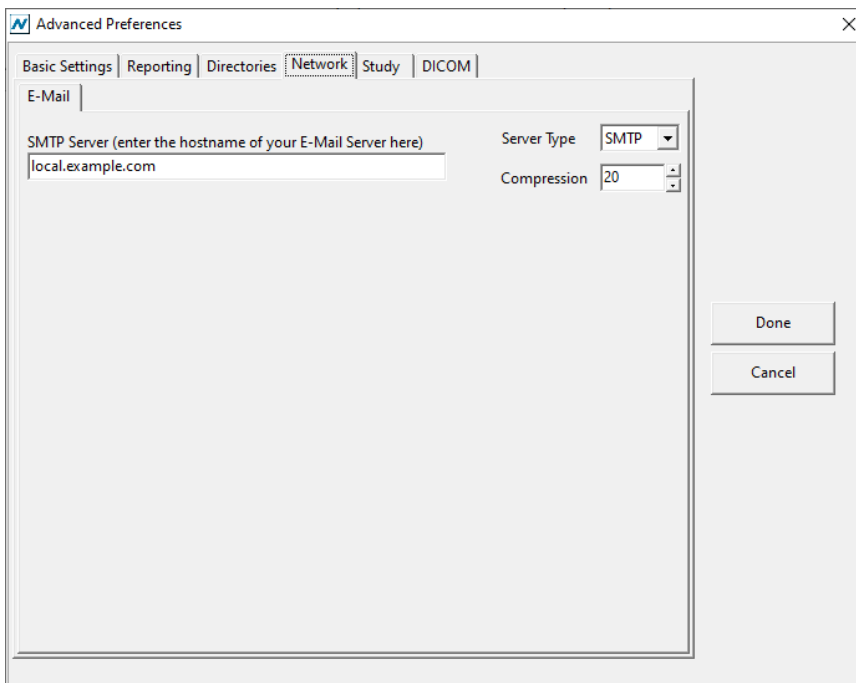 Advanced Preferences
Basic Settings Reporting Directories Network Study DICOM
E-Mail
SMTP Server (enter the hostname of your E-Mail Server here)
local.example.com
Server Type SMTP
Compression 20
Done
Cancel